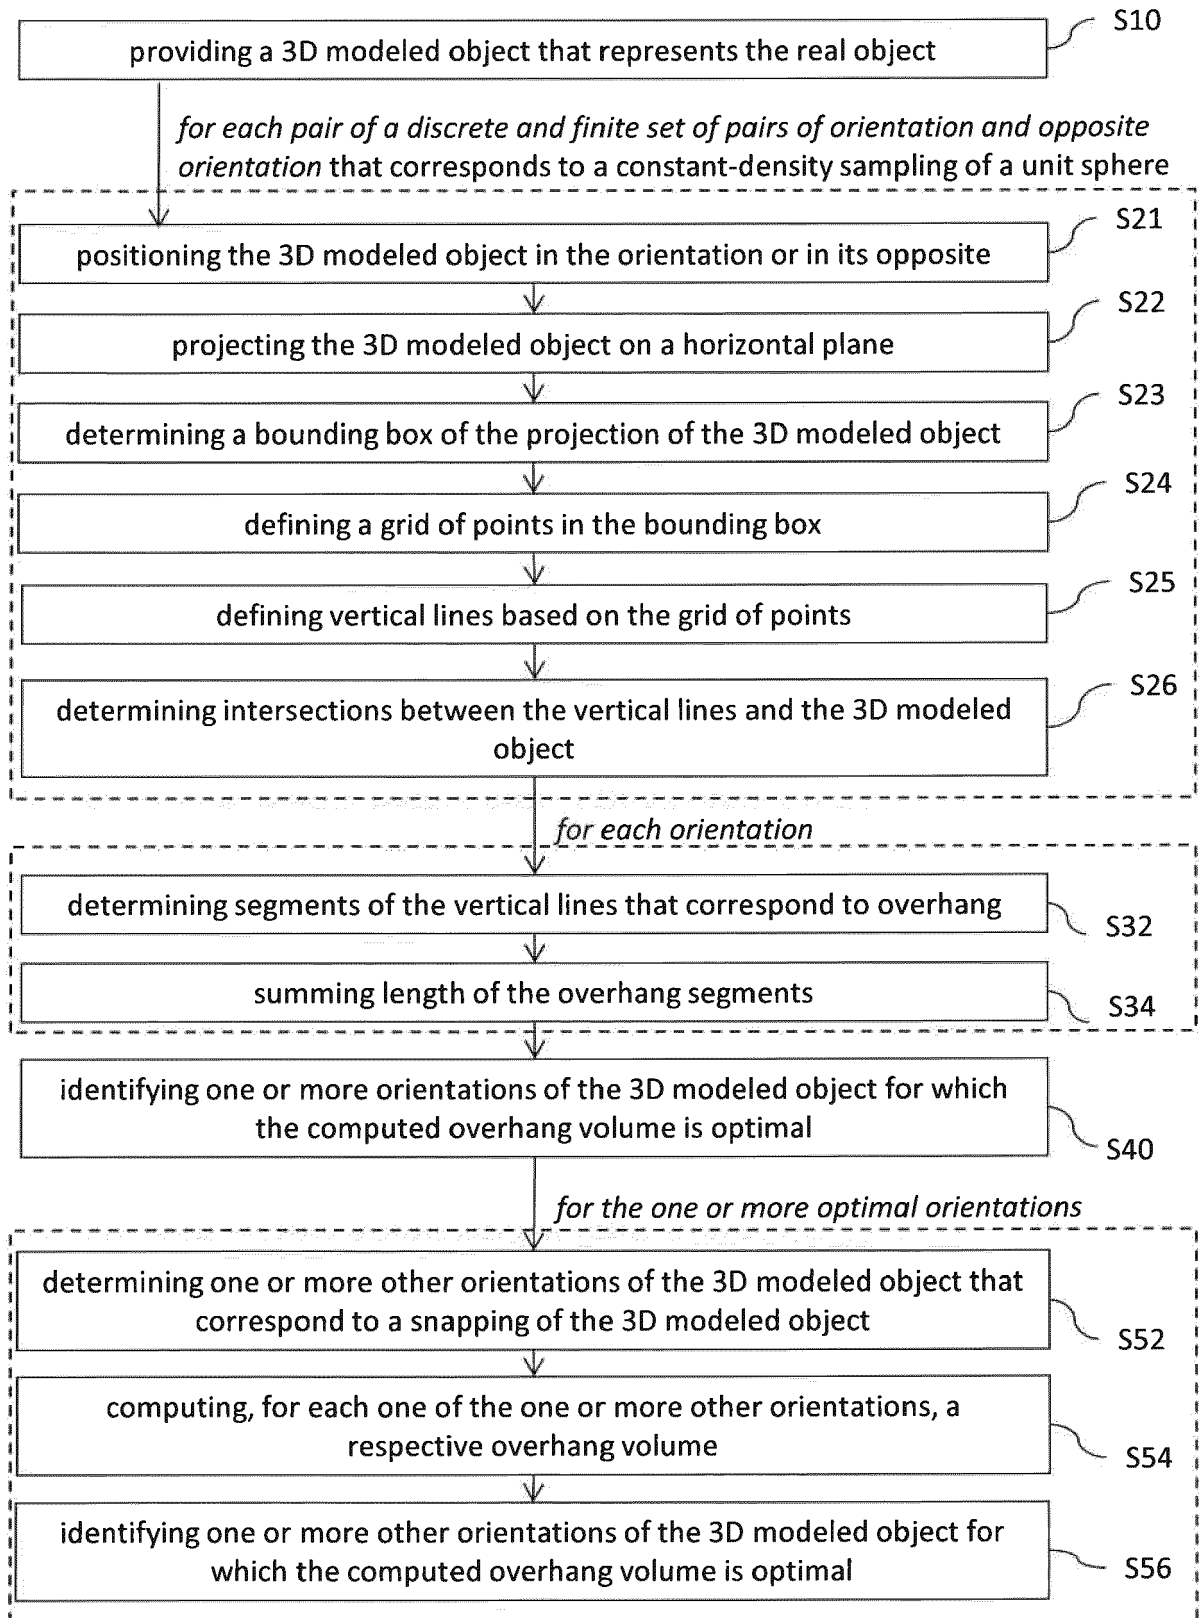 S10
providing a 3D modeled object that represents the real object
for each pair of a discrete and finite set of pairs of orientation and opposite
orientation that corresponds to a constant-density sampling of a unit sphere
S21
positioning the 3D modeled object in the orientation or in its opposite
S22
projecting the 3D modeled object on a horizontal plane
S23
determining a bounding box of the projection of the 3D modeled object
S24
defining a grid of points in the bounding box
S25
defining vertical lines based on the grid of points
S26
determining intersections between the vertical lines and the 3D modeled
object
for each orientation
determining segments of the vertical lines that correspond to overhang
S32
summing length of the overhang segments
S34
identifying one or more orientations of the 3D modeled object for which
the computed overhang volume is optimal
S40
for the one or more optimal orientations
determining one or more other orientations of the 3D modeled object that
correspond to a snapping of the 3D modeled object
S52
computing, for each one of the one or more other orientations, a
respective overhang volume
S54
identifying one or more other orientations of the 3D modeled object for
which the computed overhang volume is optimal
S56